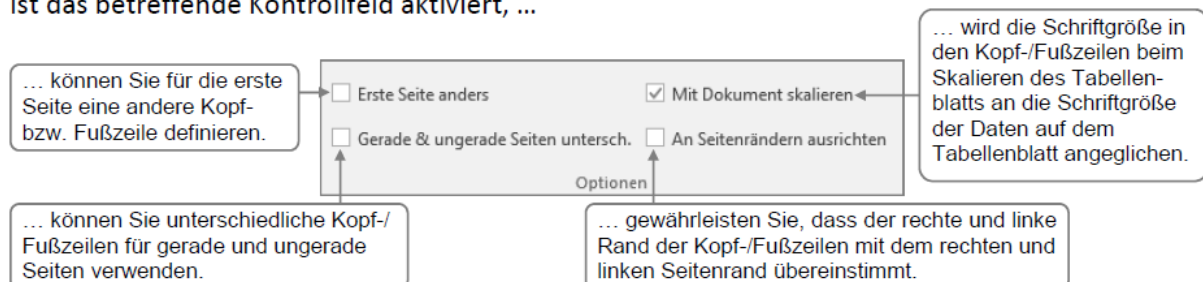 Ist das betreffende Kontrollfeld aktiviert, ...
... wird die Schriftgröße in
den Kopf-/Fußzeilen beim
Skalieren des Tabellen-
blatts an die Schriftgröße
der Daten auf dem
Tabellenblatt angeglichen.
... können Sie für die erste
Seite eine andere Kopf-
bzw. Fußzeile definieren.
Erste Seite anders
Mit Dokument skalieren
Gerade & ungerade Seiten untersch.
An Seitenrändern ausrichten
Optionen
... können Sie unterschiedliche Kopf-/
Fußzeilen für gerade und ungerade
Seiten verwenden.
... gewährleisten Sie, dass der rechte und linke
Rand der Kopf-/Fußzeilen mit dem rechten und
linken Seitenrand übereinstimmt.